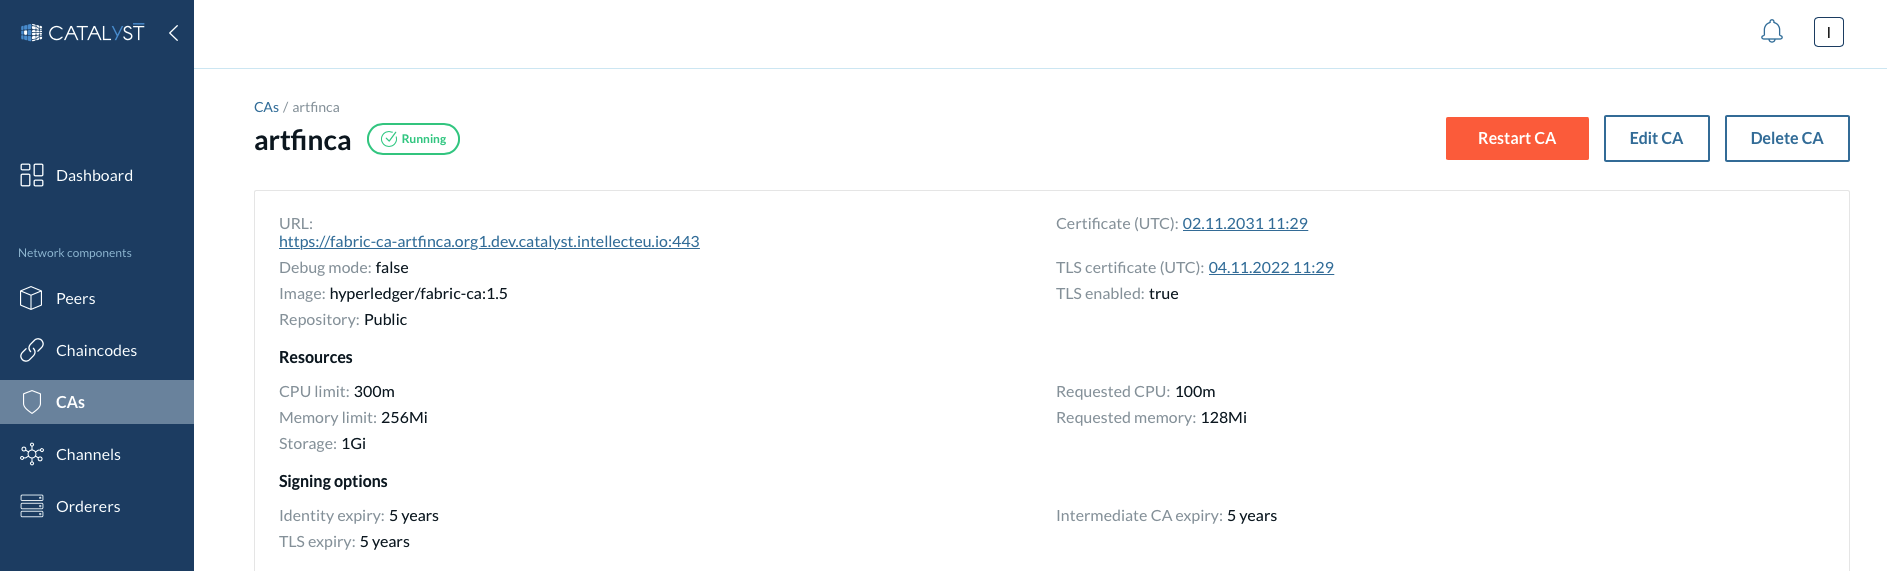 CATALYST
I
CAs / artfinca
artfinca
Running
Restart CA
Edit CA
Delete CA
Dashboard
Network components
Peers
Chaincodes
CAs
Channels
Orderers
URL:
https://fabric-ca-artfinca.org1.dev.catalyst.intellecteu.io:443
Certificate (UTC): 02.11.2031 11:29
Debug mode: false
TLS certificate (UTC): 04.11.2022 11:29
Image: hyperledger/fabric-ca:1.5
TLS enabled: true
Repository: Public
Resources
CPU limit: 300m
Requested CPU: 100m
Memory limit: 256Mi
Requested memory: 128Mi
Storage: 1Gi
Signing options
Identity expiry: 5 years
Intermediate CA expiry: 5 years
TLS expiry: 5 years